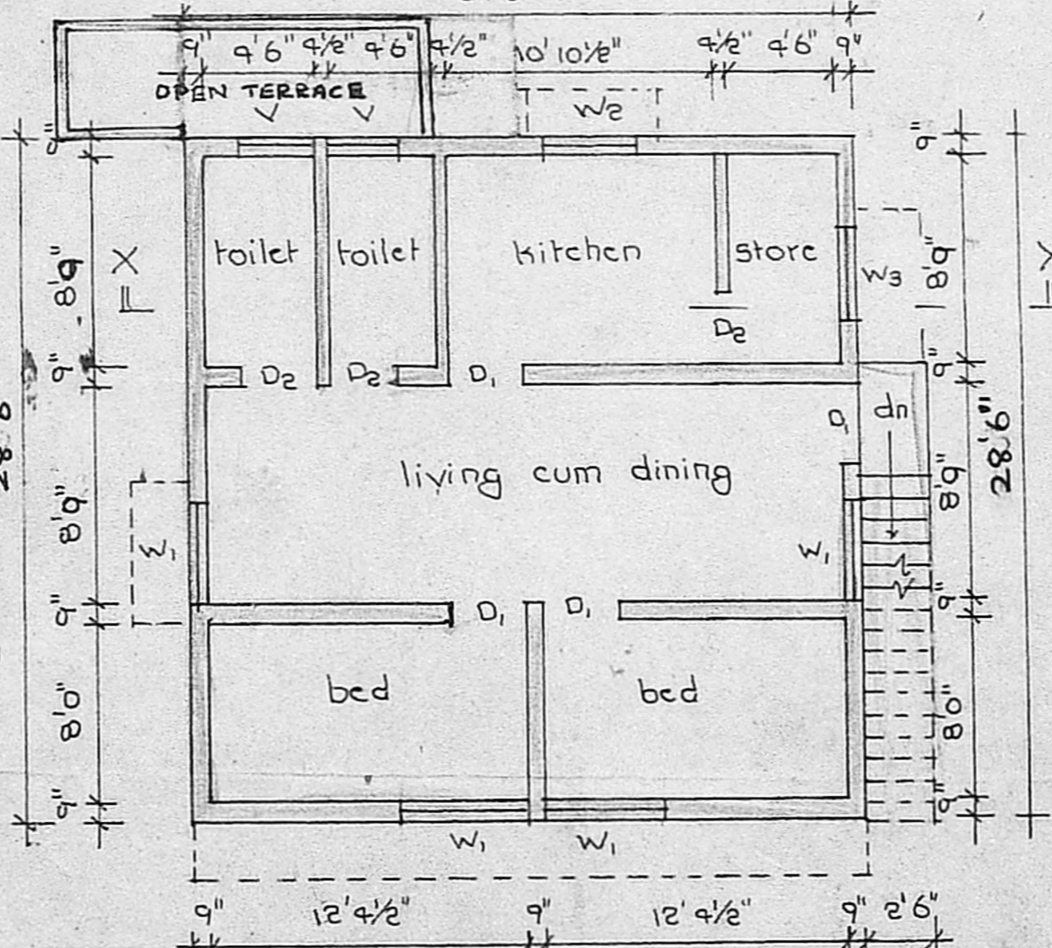 9" 4'6" 4½" 4'6" 4½" 10' 10½" 4½" 4'6" 9"
OPEN TERRACE
V V W2
9" 9"
toilet toilet kitchen store
8'9" X W3 8'9" X
D2
9" D2 D2 D1 9"
28'6" D1 dn 28'6"
living cum dining
8'9" 8'9"
W1 W1
9" D1 D1 9"
bed bed
8'0" 8'0"
9" 9"
W1 W1
9" 12' 4½" 9" 12' 4½" 9" 2'6"